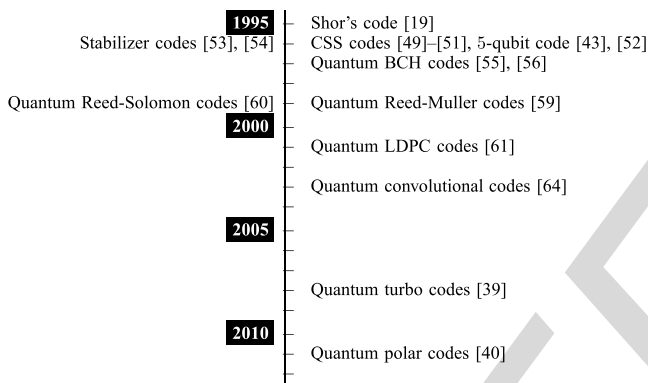 1995 Shor's code [19]
Stabilizer codes [53], [54] CSS codes [49]–[51], 5-qubit code [43], [52]
Quantum BCH codes [55], [56]
Quantum Reed-Solomon codes [60] Quantum Reed-Muller codes [59]
2000
Quantum LDPC codes [61]
Quantum convolutional codes [64]
2005
Quantum turbo codes [39]
2010
Quantum polar codes [40]